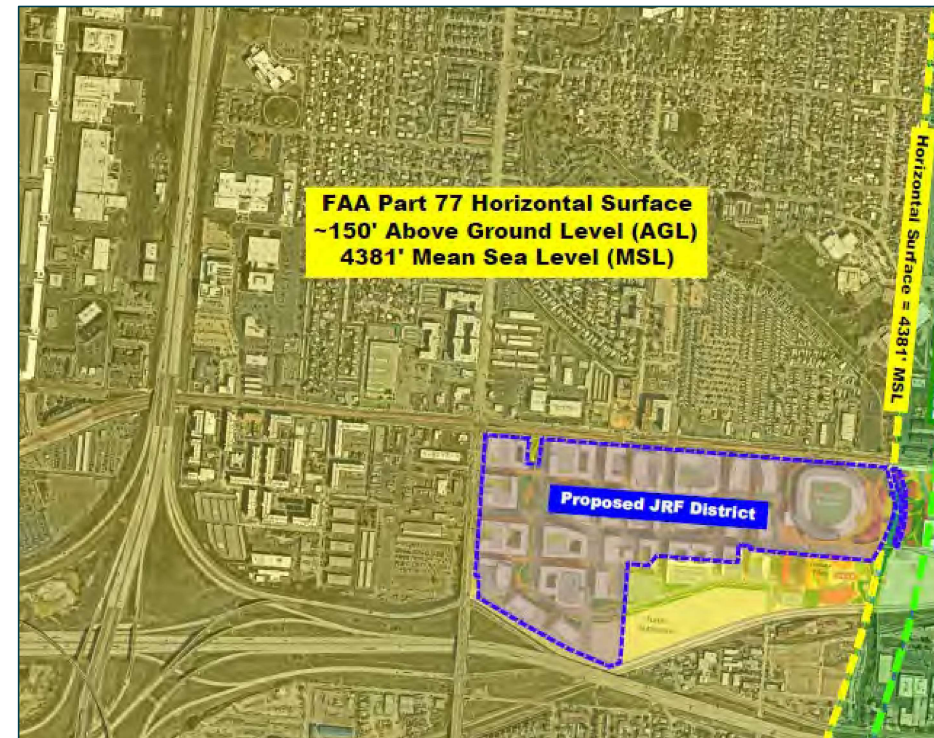 FAA Part 77 Horizontal Surface
~150' Above Ground Level (AGL)
4381' Mean Sea Level (MSL)
Horizontal Surface = 4381' MSL
Proposed JRF District